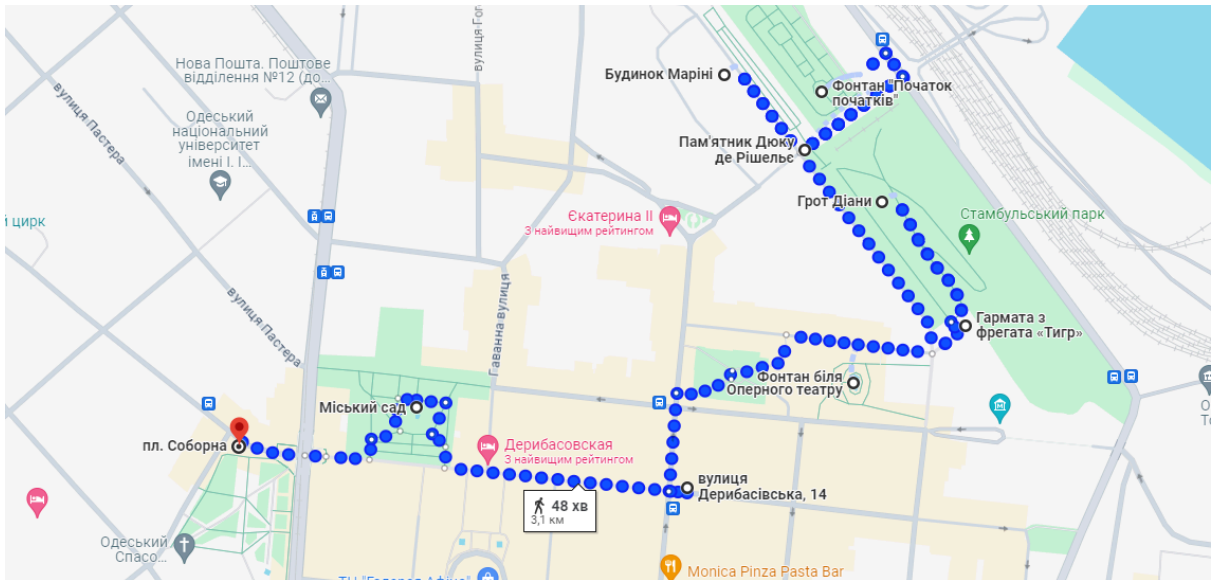 вулиця Гог
Нова Пошта. Поштове
відділення №12 (до...
Будинок Маріні
Фонтан "Початок
початків"
вулиця Пастера
Одеський
національний
університет
імені І. І...
Пам'ятник Дюку
де Рішельє
Грот Діани
Стамбульський парк
й цирк
Єкатерина II
З найвищим рейтингом
вулиця Пастера
Гаванна вулиця
Гармата з
фрегата «Тигр»
Фонтан біля
Оперного театру
Міський сад
пл. Соборна
Дерибасовская
З найвищим рейтингом
вулиця
Дерибасівська, 14
48 хв
3,1 км
Одеський
Спасо...
Monica Pinza Pasta Bar